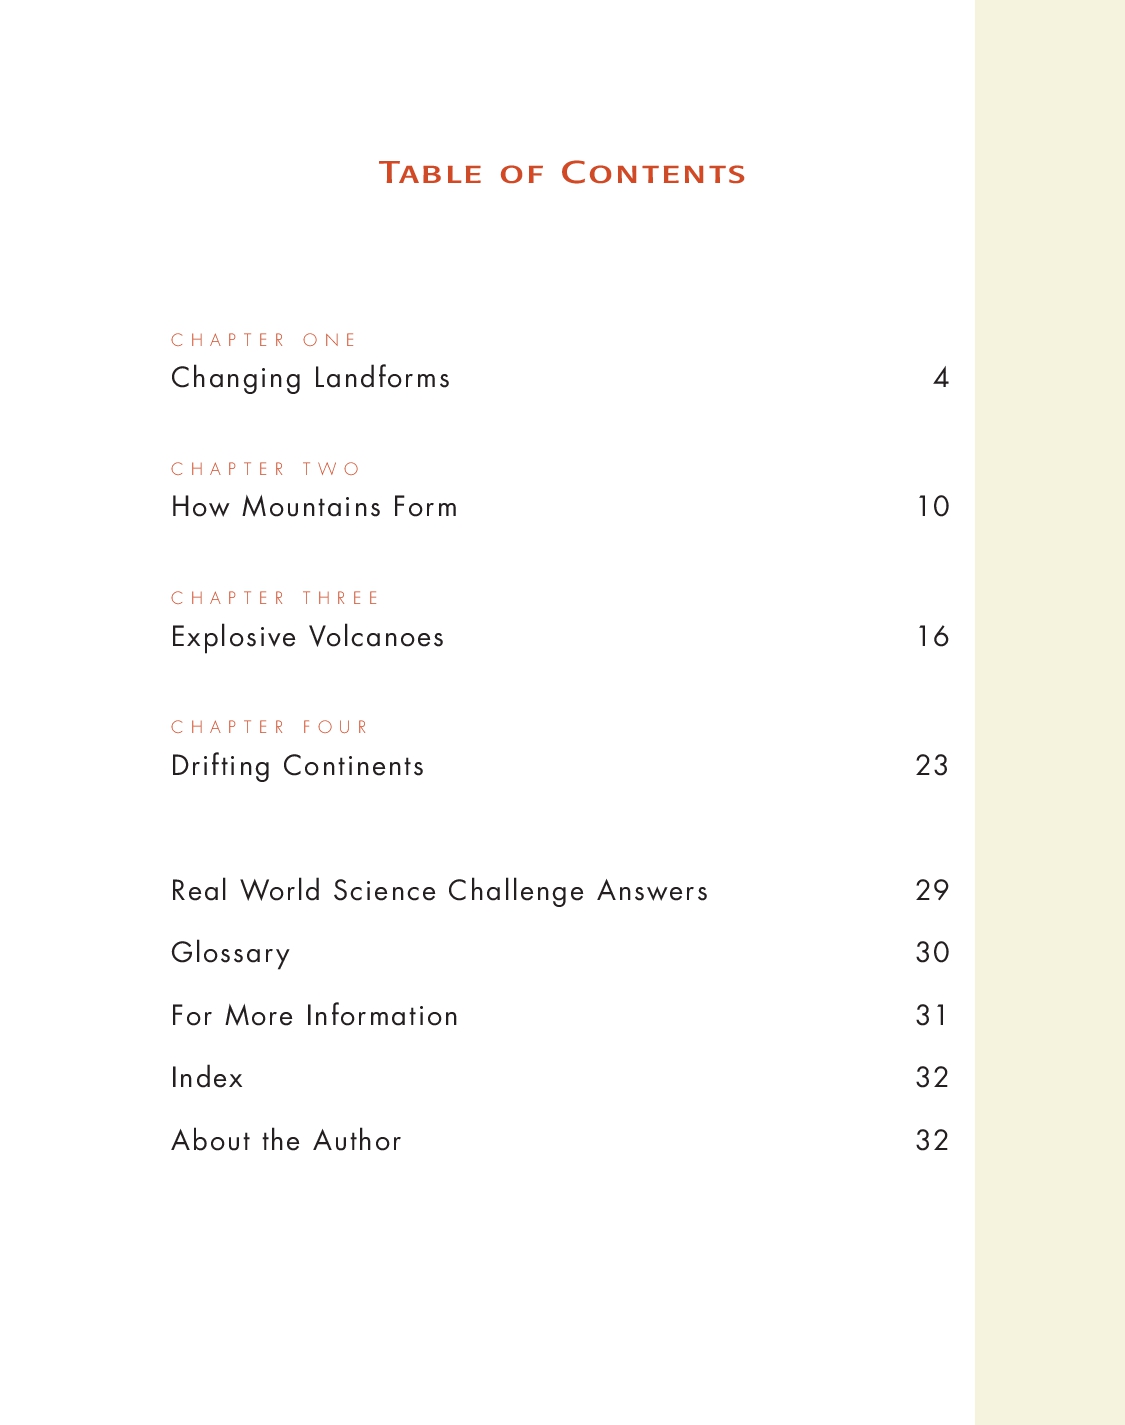 Table of Contents
CHAPTER ONE
Changing Landforms 4
CHAPTER TWO
How Mountains Form 10
CHAPTER THREE
Explosive Volcanoes 16
CHAPTER FOUR
Drifting Continents 23
Real World Science Challenge Answers 29
Glossary 30
For More Information 31
Index 32
About the Author 32